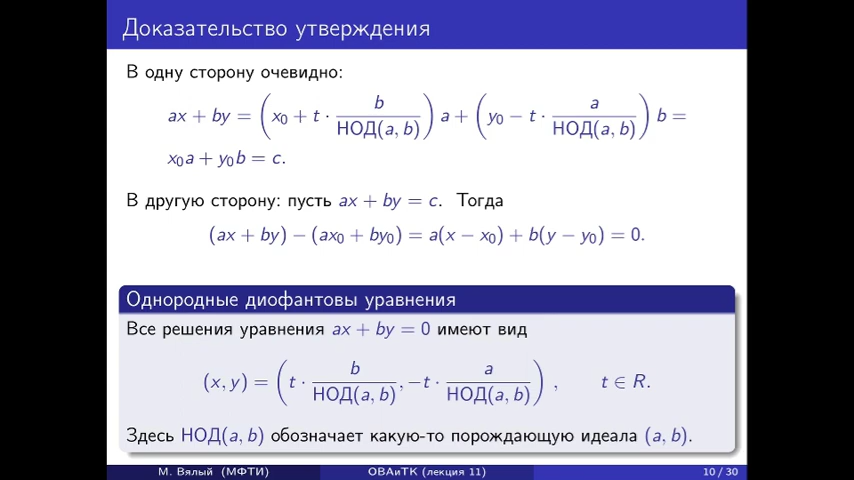 Доказательство утверждения
В одну сторону очевидно:
ax + by = (x₀ + t · b / НОД(a, b)) a + (y₀ − t · a / НОД(a, b)) b =
x₀a + y₀b = c.
В другую сторону: пусть ax + by = c. Тогда
(ax + by) − (ax₀ + by₀) = a(x − x₀) + b(y − y₀) = 0.
Однородные диофантовы уравнения
Все решения уравнения ax + by = 0 имеют вид
(x, y) = (t · b / НОД(a, b), −t · a / НОД(a, b)) , t ∈ R.
Здесь НОД(a, b) обозначает какую-то порождающую идеала (a, b).
М. Вялый (МФТИ) ОВАиТК (лекция 11) 10 / 30